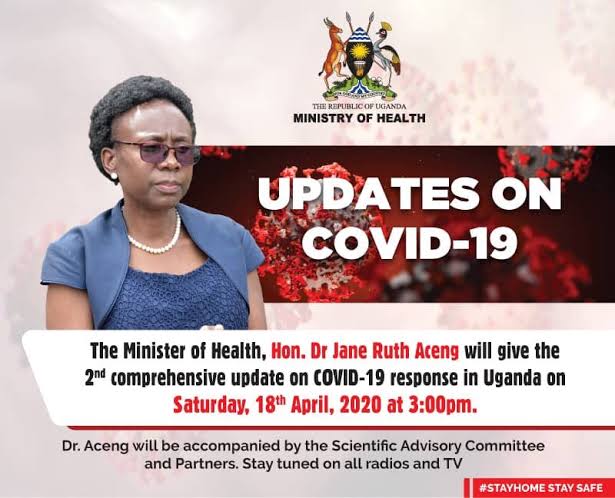 THE REPUBLIC OF UGANDA
MINISTRY OF HEALTH
UPDATES ON
COVID-19
The Minister of Health, Hon. Dr Jane Ruth Aceng will give the
2nd comprehensive update on COVID-19 response in Uganda on
Saturday, 18th April, 2020 at 3:00pm.
Dr. Aceng will be accompanied by the Scientific Advisory Committee
and Partners. Stay tuned on all radios and TV
#STAYHOME STAY SAFE